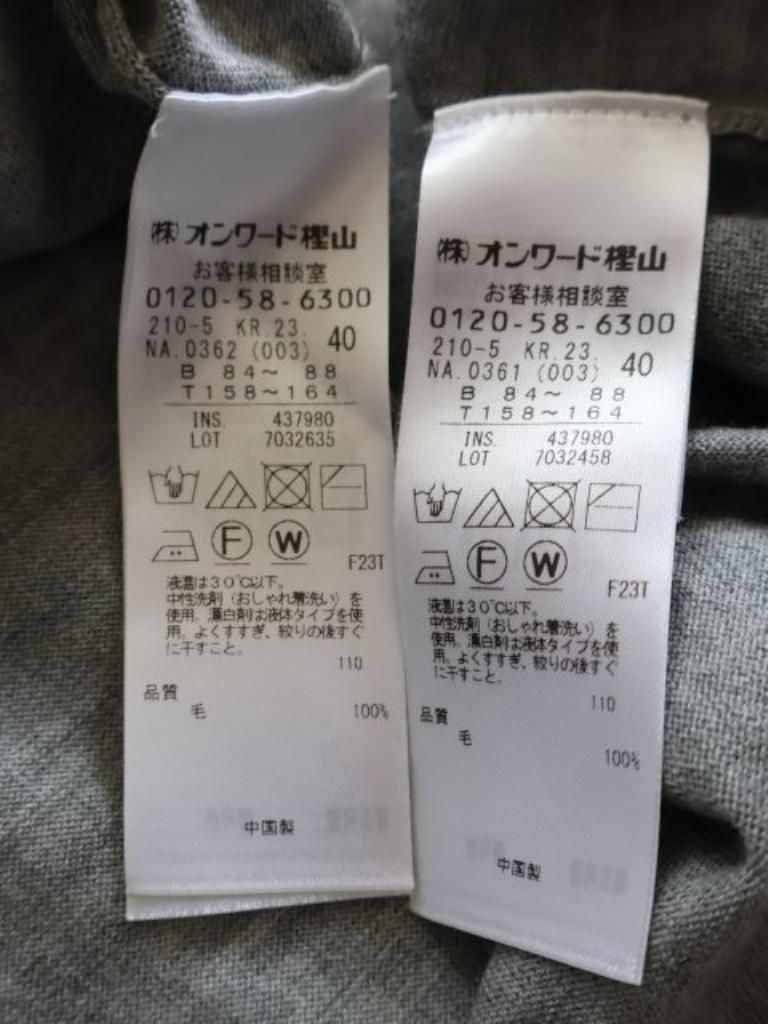 (株)オンワード樫山
お客様相談室
0120-58-6300
210-5 KR.23. 40
NA.0362 (003)
B 84～ 88
T158～164
INS. 437980
LOT 7032635
F W
F23T
液温は30℃以下。
中性洗剤（おしゃれ着洗い）を
使用。漂白剤は液体タイプを使
用。よくすすぎ、絞りの後すぐ
に干すこと。
110
品質
毛 100%
中国製
(株)オンワード樫山
お客様相談室
0120-58-6300
210-5 KR.23. 40
NA.0361 (003)
B 84～ 88
T158～164
INS. 437980
LOT 7032458
F W
F23T
液温は30℃以下。
中性洗剤（おしゃれ着洗い）を
使用。漂白剤は液体タイプを使
用。よくすすぎ、絞りの後すぐ
に干すこと。
110
品質
毛
100%
中国製